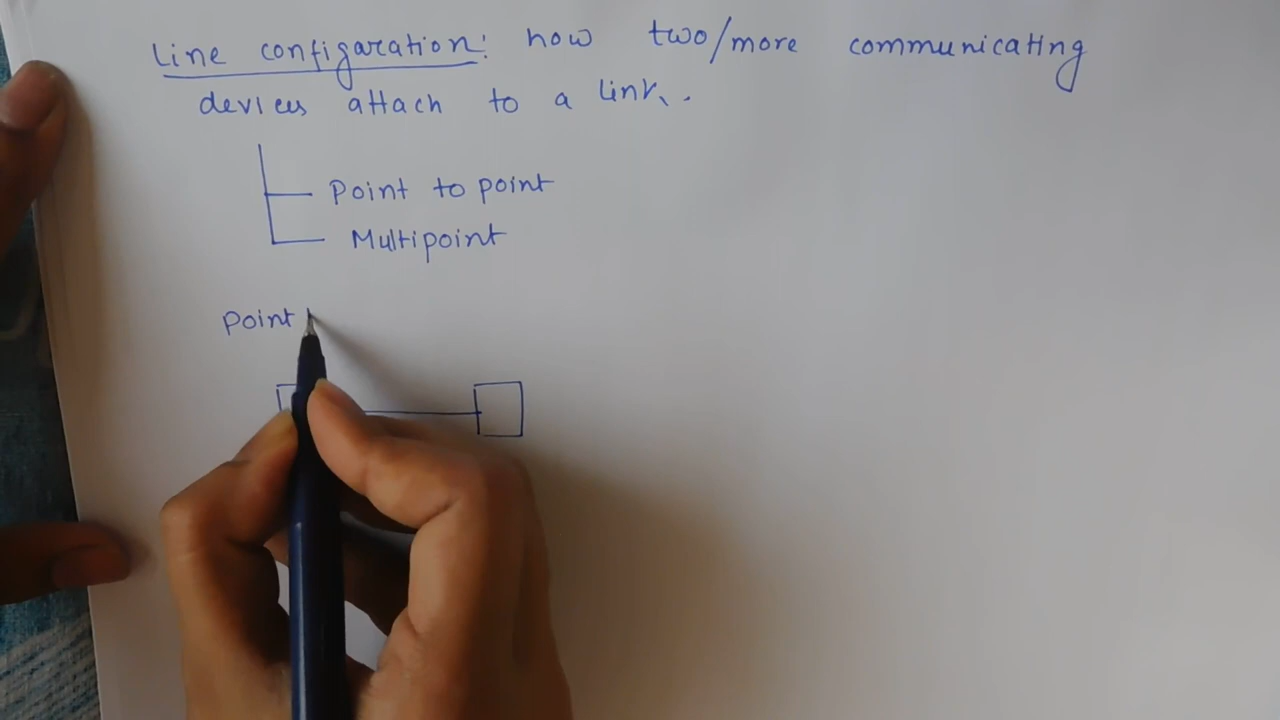 Line configaration: how two/more communicating
devices attach to a link.
Point to point
Multipoint
Point